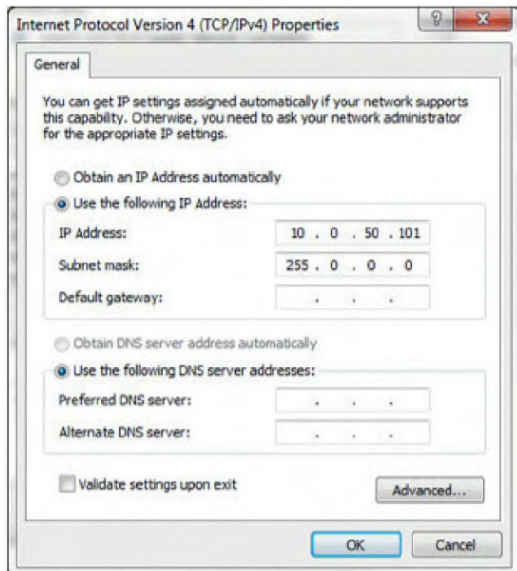 Internet Protocol Version 4 (TCP/IPv4) Properties
General
You can get IP settings assigned automatically if your network supports
this capability. Otherwise, you need to ask your network administrator
for the appropriate IP settings.
Obtain an IP Address automatically
Use the following IP Address:
IP Address: 10 . 0 . 50 . 101
Subnet mask: 255 . 0 . 0 . 0
Default gateway: . . .
Obtain DNS server address automatically
Use the following DNS server addresses:
Preferred DNS server: . . .
Alternate DNS server: . . .
Validate settings upon exit
Advanced...
OK Cancel